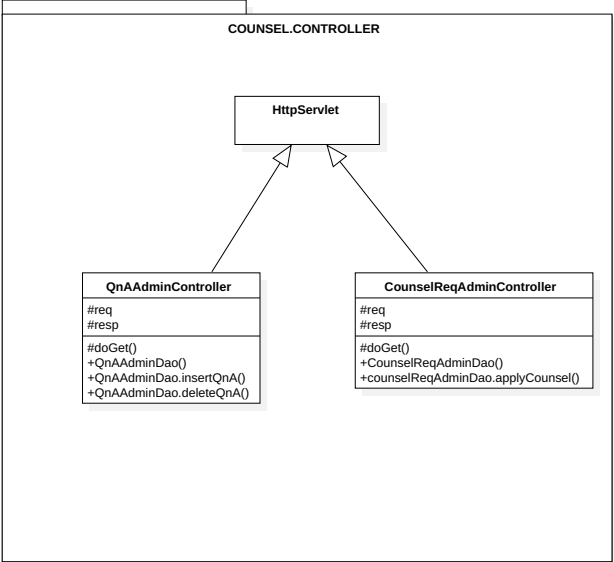 COUNSEL.CONTROLLER
HttpServlet
QnAAdminController
#req
#resp
#doGet()
+QnAAdminDao()
+QnAAdminDao.insertQnA()
+QnAAdminDao.deleteQnA()
CounselReqAdminController
#req
#resp
#doGet()
+CounselReqAdminDao()
+counselReqAdminDao.applyCounsel()